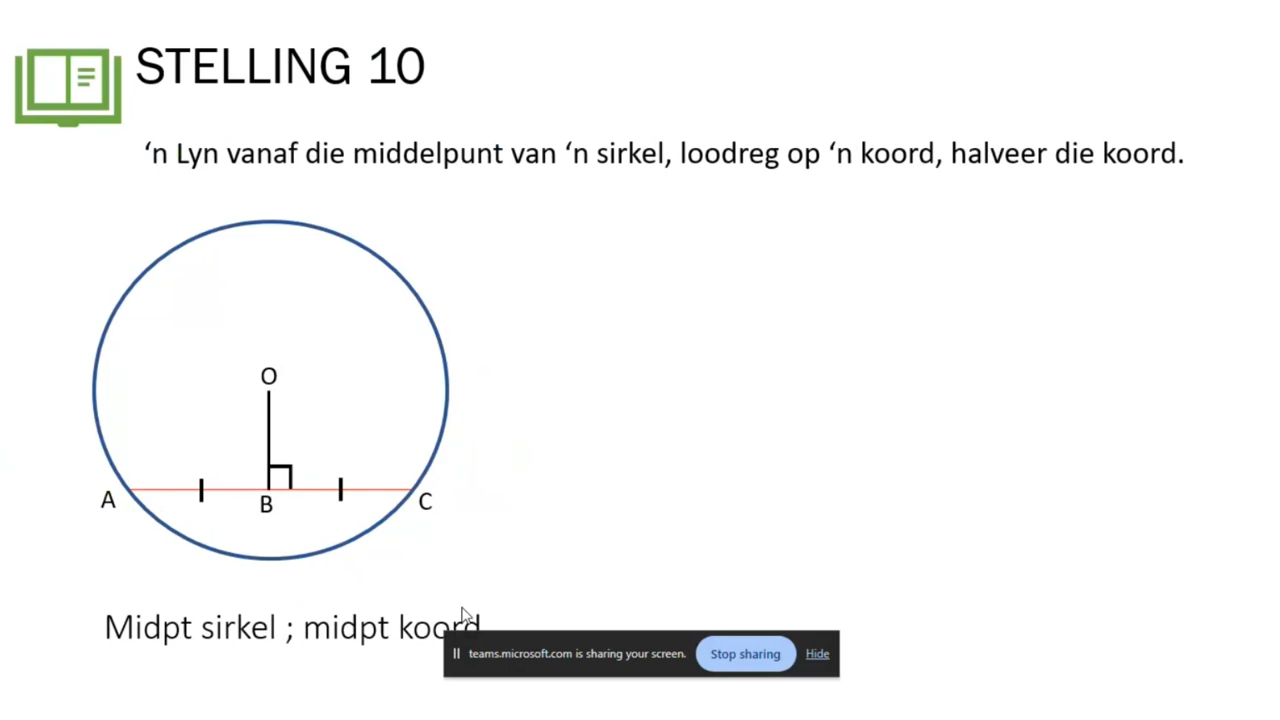 STELLING 10
‘n Lyn vanaf die middelpunt van ‘n sirkel, loodreg op ‘n koord, halveer die koord.
O
A
B
C
Midpt sirkel ; midpt koord
teams.microsoft.com is sharing your screen.
Stop sharing
Hide